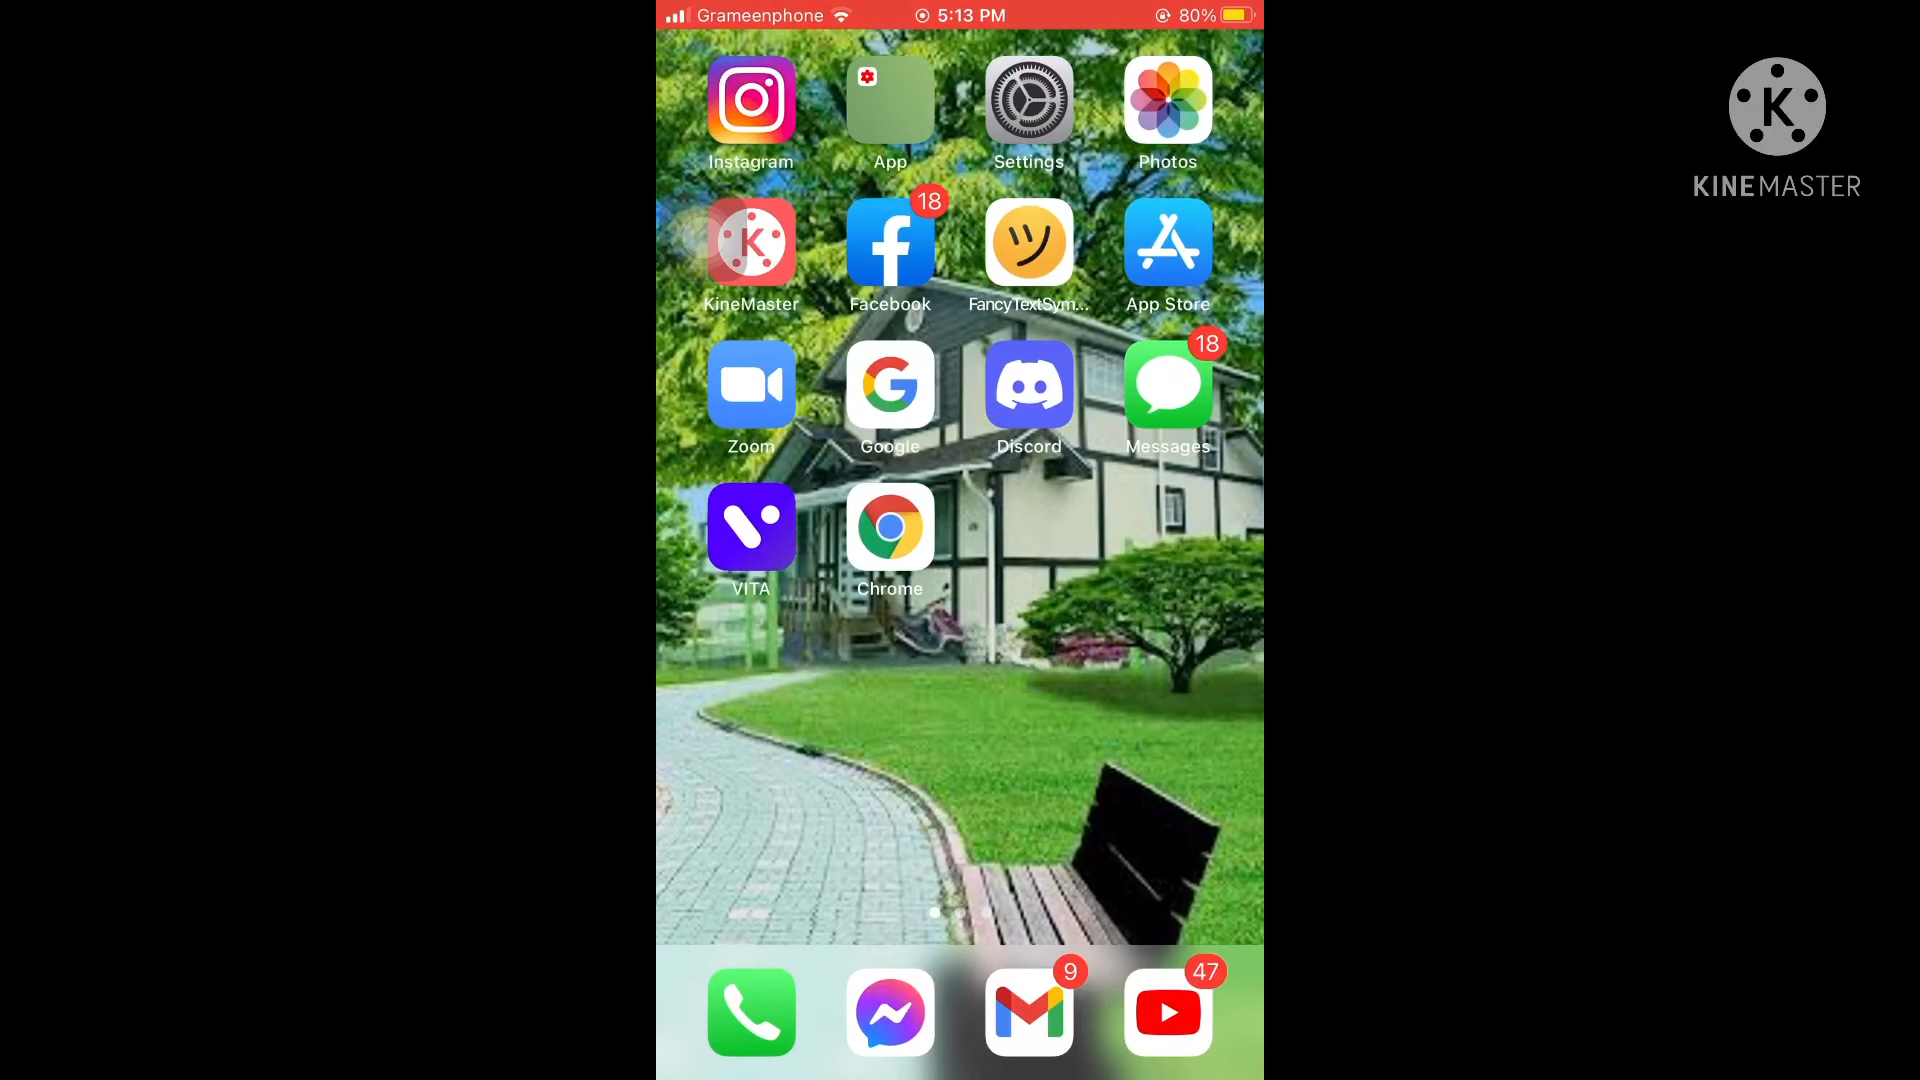 Grameenphone 5:13 PM 80%
K
KINEMASTER
Instagram App Settings Photos
18
K
KineMaster Facebook FancyTextSym... App Store
18
Zoom Google Discord Messages
VITA Chrome
9 47